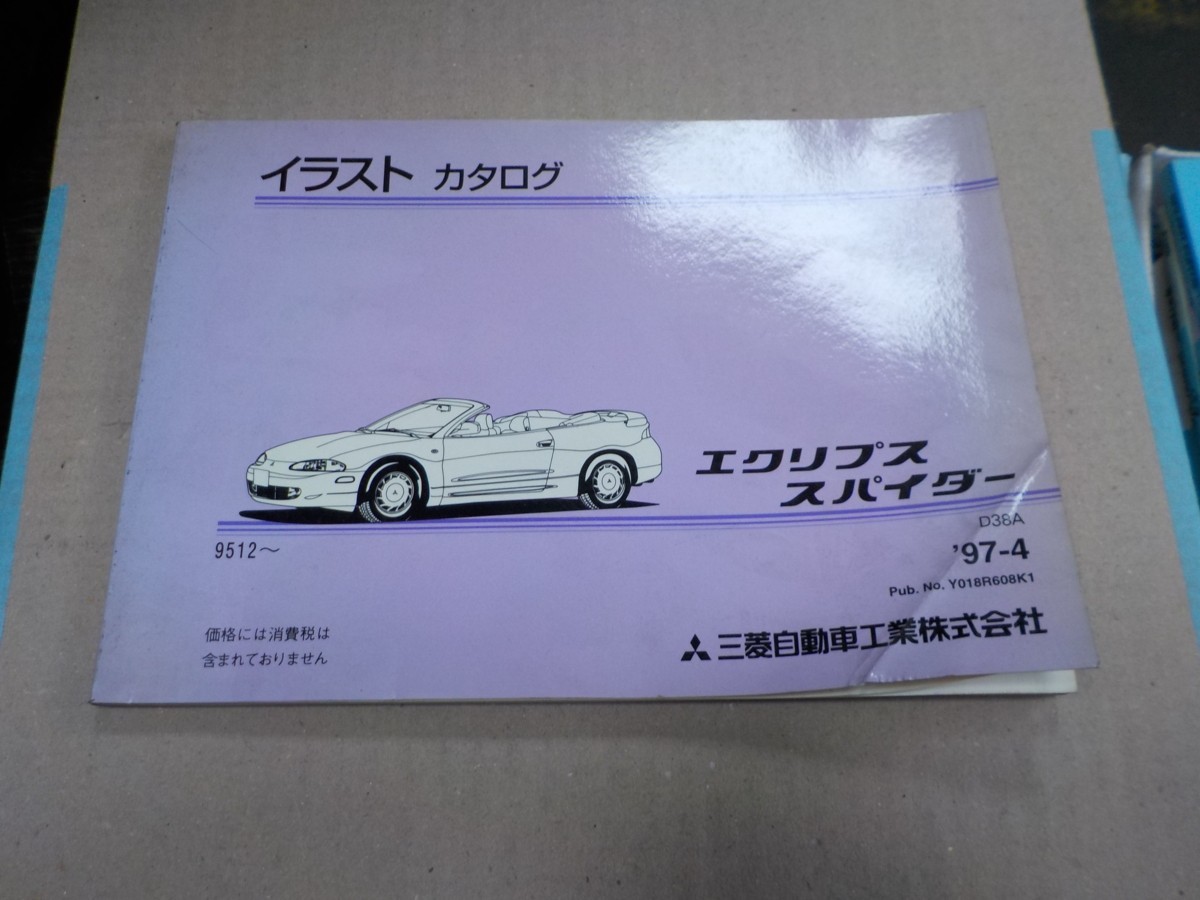 イラスト カタログ
エクリプス
スパイダー
D38A
9512～
'97-4
Pub. No. Y018R608K1
価格には消費税は
含まれておりません
三菱自動車工業株式会社